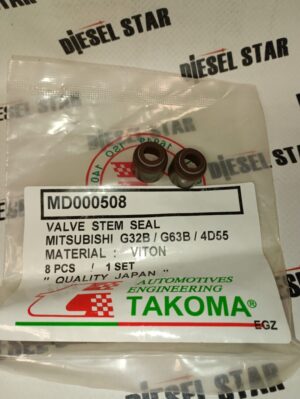 DIESEL STAR
DIESEL STAR
DIESEL STAR
MD000508
VALVE STEM SEAL
MITSUBISHI G32B / G63B / 4D55
MATERIAL : VITON
8 PCS / 1 SET
" QUALITY JAPAN "
AUTOMOTIVES
ENGINEERING
TAKOMA®
EGZ